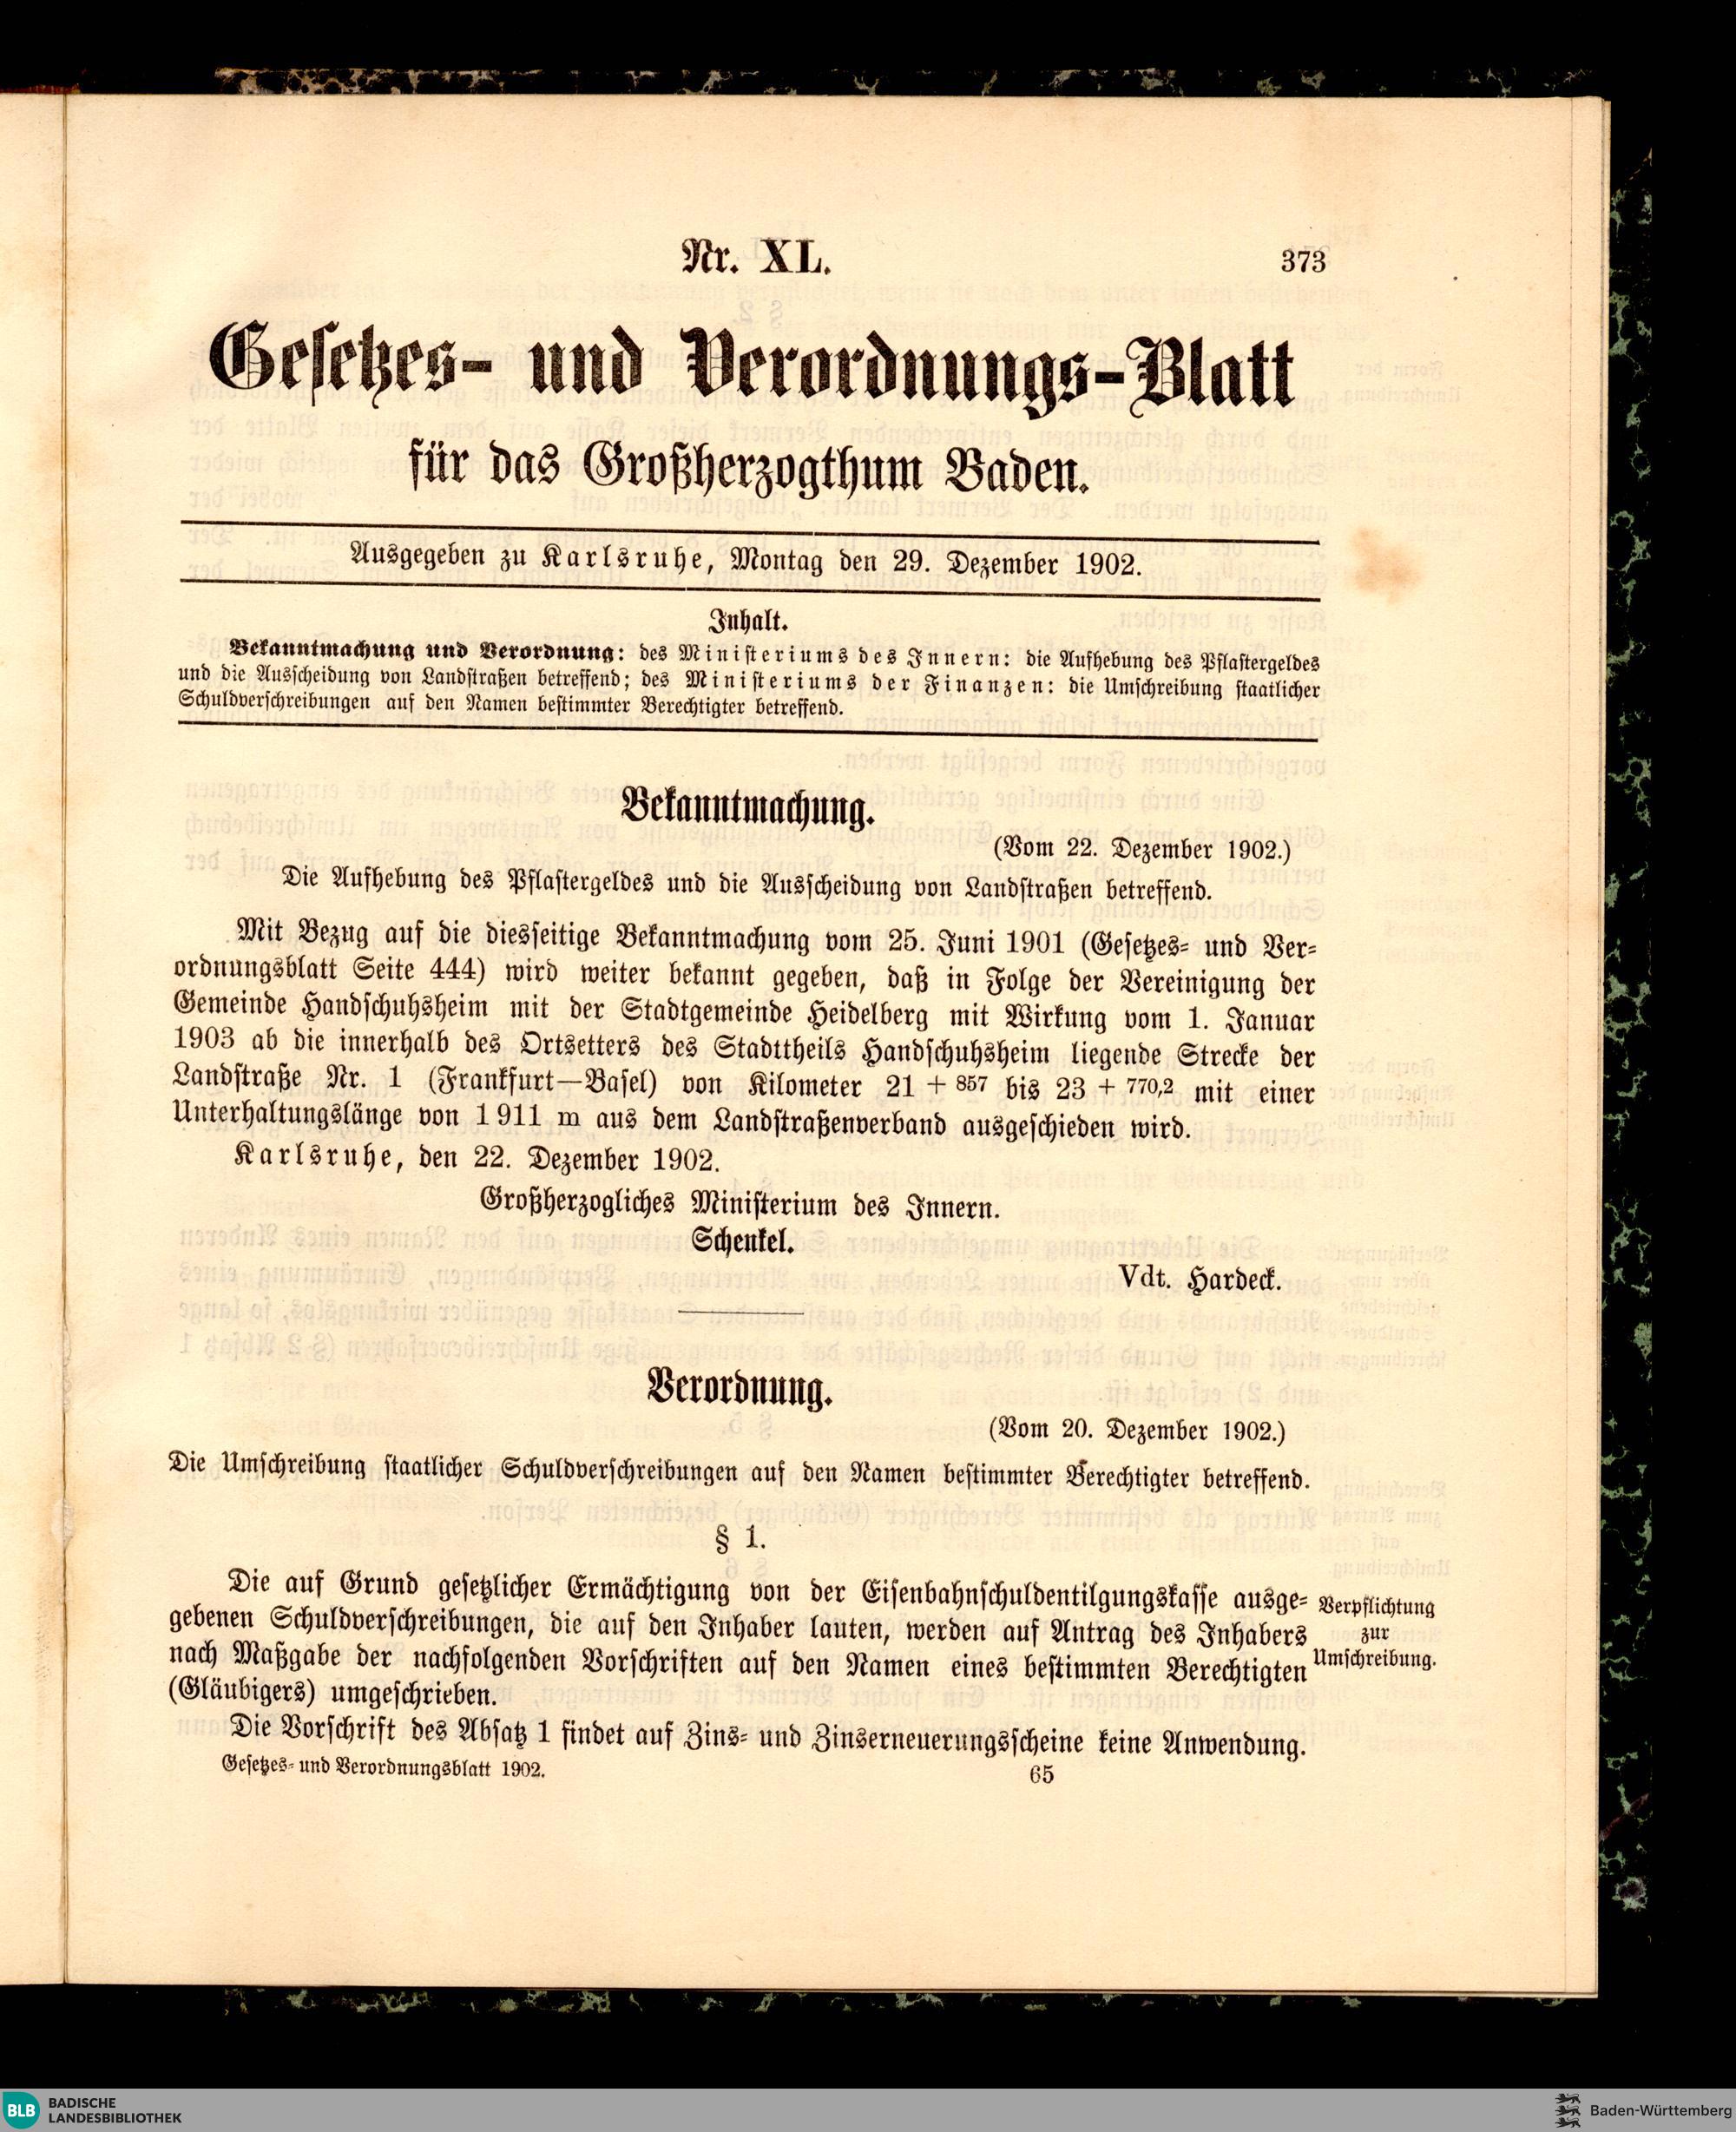 Nr. XL. 373
Gesetzes- und Verordnungs-Blatt
für das Großherzogthum Baden.
Ausgegeben zu Karlsruhe, Montag den 29. Dezember 1902.
Inhalt.
Bekanntmachung und Verordnung: des Ministeriums des Innern: die Aufhebung des Pflastergeldes
und die Ausscheidung von Landstraßen betreffend; des Ministeriums der Finanzen: die Umschreibung staatlicher
Schuldverschreibungen auf den Namen bestimmter Berechtigter betreffend.
Bekanntmachung.
(Vom 22. Dezember 1902.)
Die Aufhebung des Pflastergeldes und die Ausscheidung von Landstraßen betreffend.
Mit Bezug auf die diesseitige Bekanntmachung vom 25. Juni 1901 (Gesetzes- und Ver-
ordnungsblatt Seite 444) wird weiter bekannt gegeben, daß in Folge der Vereinigung der
Gemeinde Handschuhsheim mit der Stadtgemeinde Heidelberg mit Wirkung vom 1. Januar
1903 ab die innerhalb des Ortsetters des Stadttheils Handschuhsheim liegende Strecke der
Landstraße Nr. 1 (Frankfurt—Basel) von Kilometer 21 + 857 bis 23 + 770,2 mit einer
Unterhaltungslänge von 1 911 m aus dem Landstraßenverband ausgeschieden wird.
Karlsruhe, den 22. Dezember 1902.
Großherzogliches Ministerium des Innern.
Schenkel.
Vdt. Hardeck.
Verordnung.
(Vom 20. Dezember 1902.)
Die Umschreibung staatlicher Schuldverschreibungen auf den Namen bestimmter Berechtigter betreffend.
§ 1.
Die auf Grund gesetzlicher Ermächtigung von der Eisenbahnschuldentilgungskasse ausge-
gebenen Schuldverschreibungen, die auf den Inhaber lauten, werden auf Antrag des Inhabers
nach Maßgabe der nachfolgenden Vorschriften auf den Namen eines bestimmten Berechtigten
(Gläubigers) umgeschrieben.
Verpflichtung
zur
Umschreibung.
Die Vorschrift des Absatz 1 findet auf Zins- und Zinserneuerungsscheine keine Anwendung.
Gesetzes- und Verordnungsblatt 1902. 65
BLB BADISCHE
LANDESBIBLIOTHEK
Baden-Württemberg